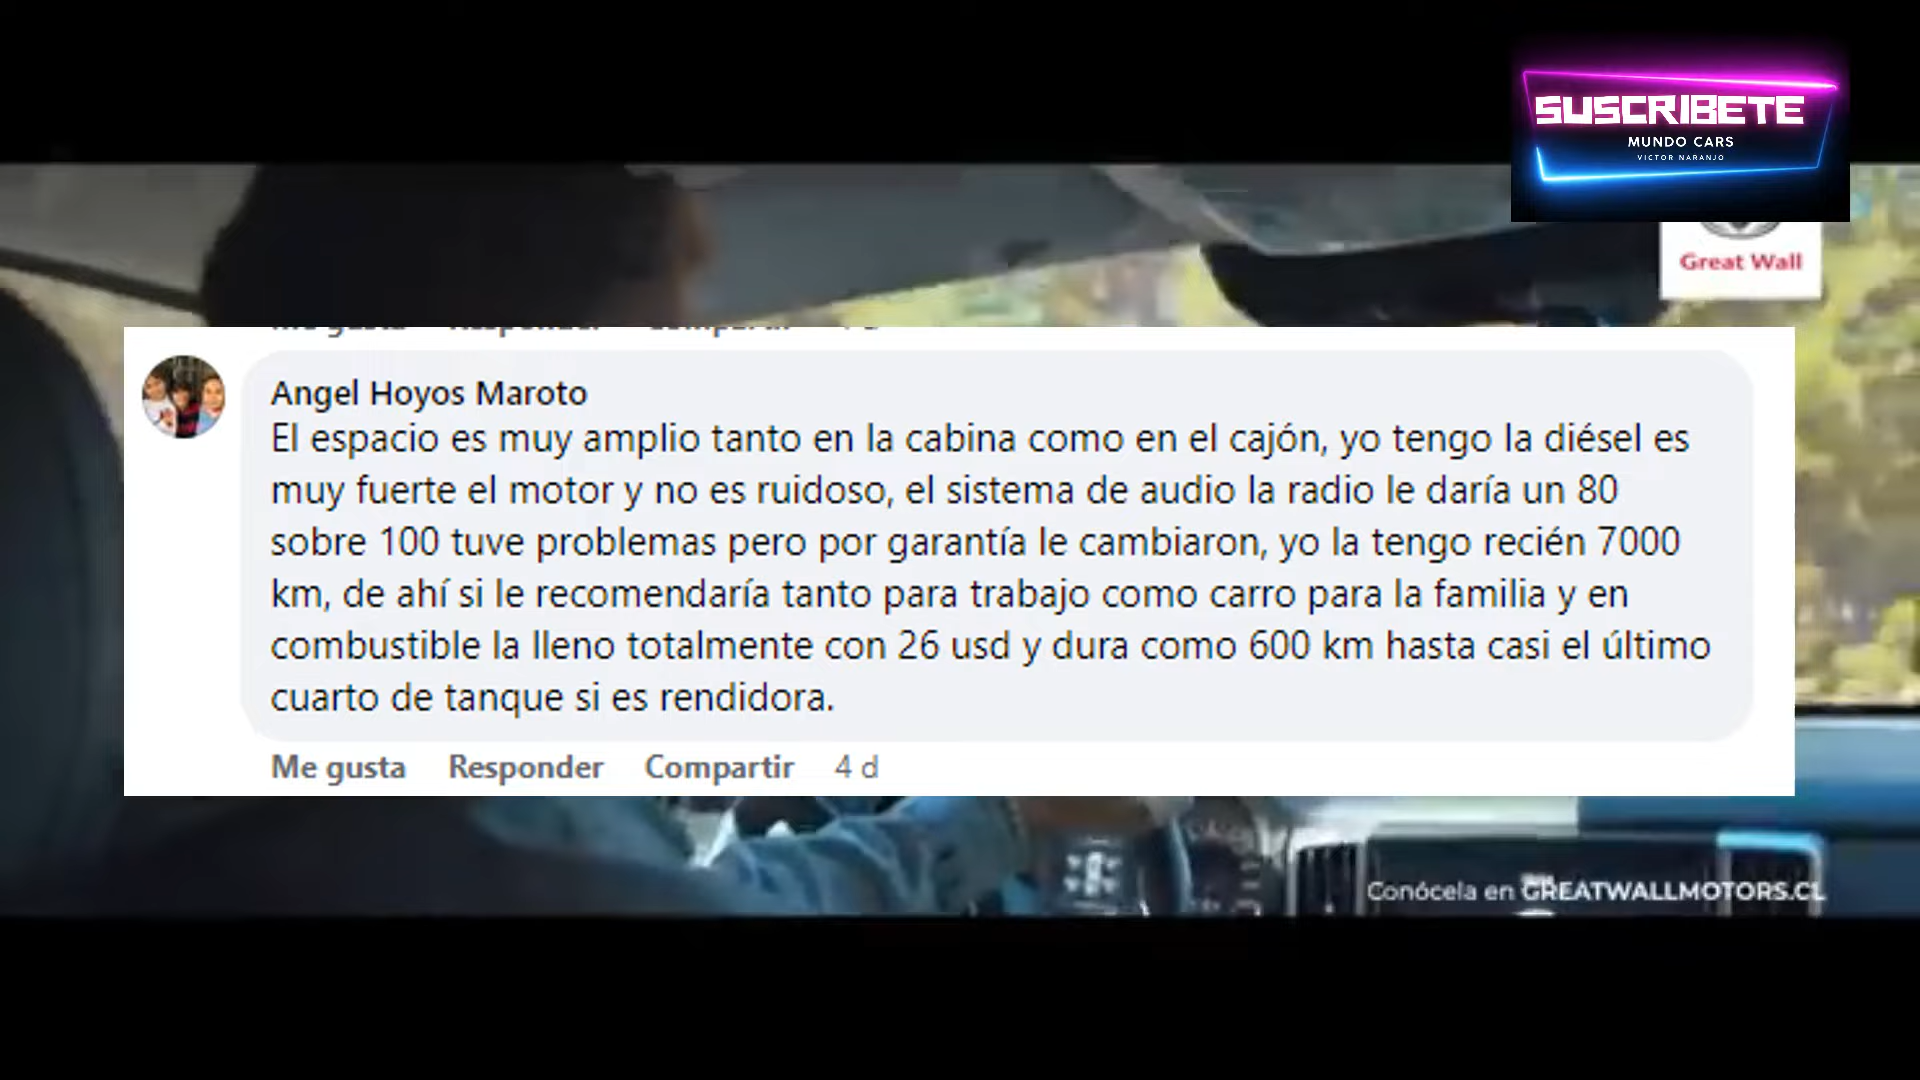 SUSCRIBETE
MUNDO CARS
VICTOR NARANJO
Great Wall
Me gusta Responder Compartir
Angel Hoyos Maroto
El espacio es muy amplio tanto en la cabina como en el cajón, yo tengo la diésel es
muy fuerte el motor y no es ruidoso, el sistema de audio la radio le daría un 80
sobre 100 tuve problemas pero por garantía le cambiaron, yo la tengo recién 7000
km, de ahí si le recomendaría tanto para trabajo como carro para la familia y en
combustible la lleno totalmente con 26 usd y dura como 600 km hasta casi el último
cuarto de tanque si es rendidora.
Me gusta Responder Compartir 4 d
Conócela en GREATWALLMOTORS.CL